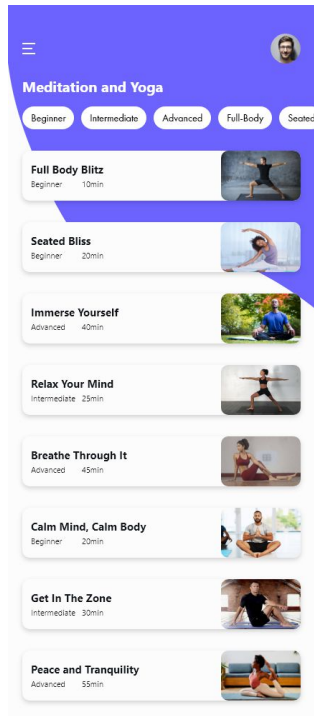 Meditation and Yoga
Beginner Intermediate Advanced Full-Body Seated
Full Body Blitz
Beginner 10min
Seated Bliss
Beginner 20min
Immerse Yourself
Advanced 40min
Relax Your Mind
Intermediate 25min
Breathe Through It
Advanced 45min
Calm Mind, Calm Body
Beginner 20min
Get In The Zone
Intermediate 30min
Peace and Tranquility
Advanced 55min